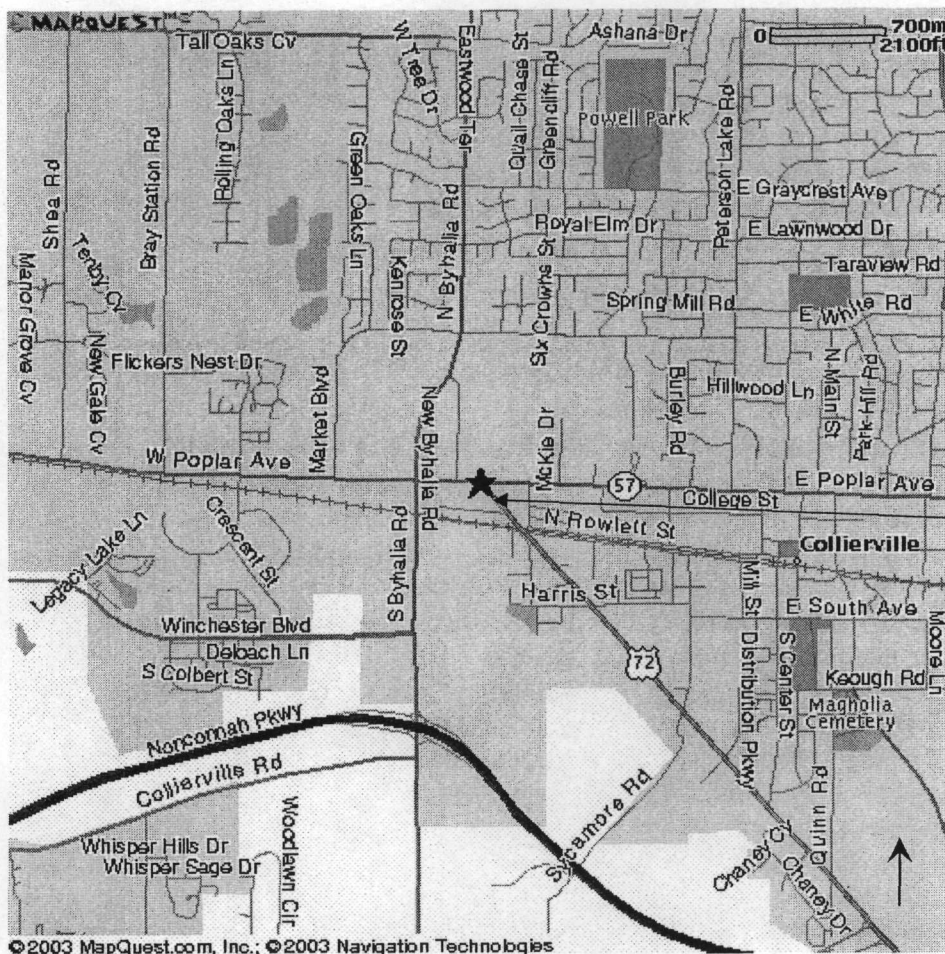 MAPQUEST
700m
0
2100ft
Tall Oaks Cv
Ashana Dr
W Tree Dr
Eastwood Ter
Quail Chase St
Greencliff Rd
Powell Park
Peterson Lake Rd
Rolling Oaks Ln
Bray Station Rd
Shea Rd
Green Oaks Ln
E Graycrest Ave
Royal Elm Dr
E Lawnwood Dr
N Byhalia Rd
Taraview Rd
Tenby Cv
Manor Grove Cv
Kenrose St
Six Crowns St
Spring Mill Rd
E White Rd
New Gale Cv
Flickers Nest Dr
Market Blvd
New Byhalia Rd
Burley Rd
Hillwood Ln
N Main St
Park-Jjj Rd
McKie Dr
W Poplar Ave
57
E Poplar Ave
College St
N Rowlett St
Collierville
Crescent St
Legacy Lake Ln
S Byhalia Rd
Harris St
Mill St
E South Ave
Moore Ln
Winchester Blvd
Delbach Ln
S Colbert St
72
Distribution Pkwy
S Center St
Keough Rd
Magnolia
Cemetery
Nonconnah Pkwy
Collierville Rd
Sycamore Rd
Quinn Rd
Woodlawn Cir
Whisper Hills Dr
Whisper Sage Dr
Chaney Cv
Chaney Dr
©2003 MapQuest.com, Inc.; ©2003 Navigation Technologies